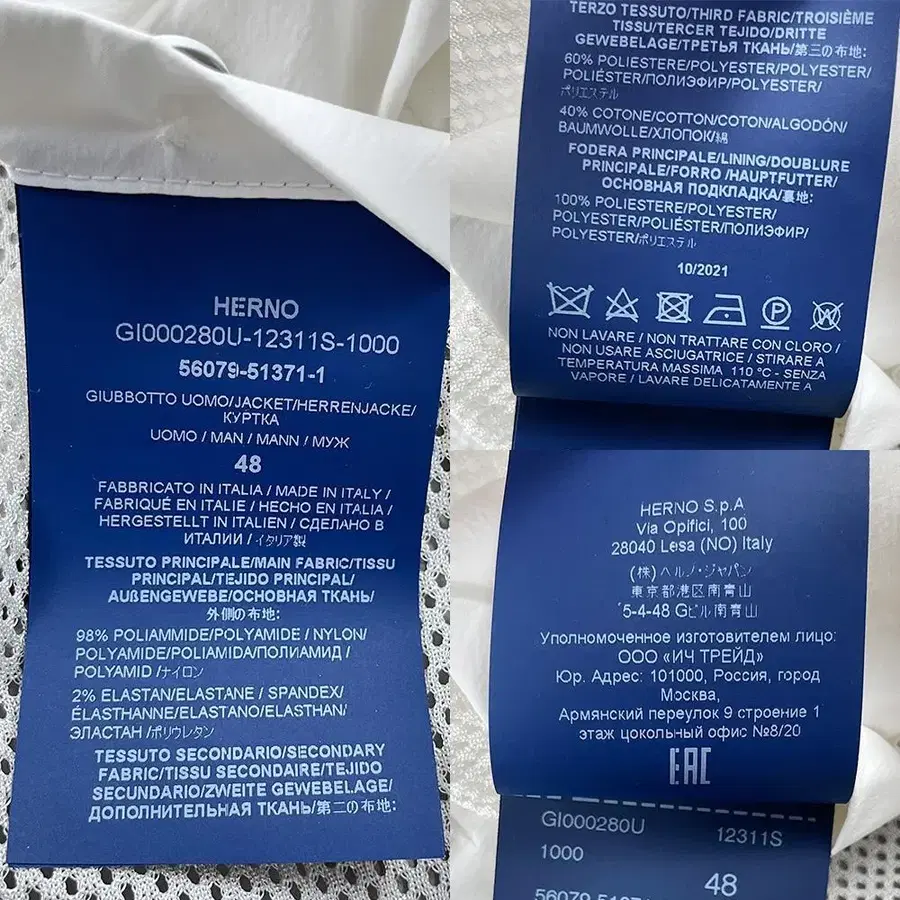 HERNO
GI000280U-12311S-1000
56079-51371-1
GIUBBOTTO UOMO/JACKET/HERRENJACKE/
КУРТКА
UOMO / MAN / MANN / МУЖ
48
FABBRICATO IN ITALIA / MADE IN ITALY /
FABRIQUÉ EN ITALIE / HECHO EN ITALIA /
HERGESTELLT IN ITALIEN / СДЕЛАНО В
ИТАЛИИ / イタリア製
TESSUTO PRINCIPALE/MAIN FABRIC/TISSU
PRINCIPAL/TEJIDO PRINCIPAL/
AUßENGEWEBE/ОСНОВНАЯ ТКАНЬ/
外側の布地:
98% POLIAMMIDE/POLYAMIDE / NYLON/
POLYAMIDE/POLIAMIDA/ПОЛИАМИД /
POLYAMID /ナイロン
2% ELASTAN/ELASTANE / SPANDEX/
ÉLASTHANNE/ELASTANO/ELASTHAN/
ЭЛАСТАН /ポリウレタン
TESSUTO SECONDARIO/SECONDARY
FABRIC/TISSU SECONDAIRE/TEJIDO
SECUNDARIO/ZWEITE GEWEBELAGE/
ДОПОЛНИТЕЛЬНАЯ ТКАНЬ/第二の布地:
TERZO TESSUTO/THIRD FABRIC/TROISIÈME
TISSU/TERCER TEJIDO/DRITTE
GEWEBELAGE/ТРЕТЬЯ ТКАНЬ/第三の布地:
60% POLIESTERE/POLYESTER/POLYESTER/
POLIÉSTER/ПОЛИЭФИР/POLYESTER/
ポリエステル
40% COTONE/COTTON/COTON/ALGODÓN/
BAUMWOLLE/ХЛОПОК/綿
FODERA PRINCIPALE/LINING/DOUBLURE
PRINCIPALE/FORRO /HAUPTFUTTER/
ОСНОВНАЯ ПОДКЛАДКА/裏地:
100% POLIESTERE/POLYESTER/
POLYESTER/POLIÉSTER/ПОЛИЭФИР/
POLYESTER/ポリエステル
10/2021
P
W
NON LAVARE / NON TRATTARE CON CLORO /
NON USARE ASCIUGATRICE / STIRARE A
TEMPERATURA MASSIMA 110 °C - SENZA
VAPORE / LAVARE DELICATAMENTE A
HERNO S.p.A
Via Opifici, 100
28040 Lesa (NO) Italy
(株) ヘルノ・ジャパン
東京都港区南青山
5-4-48 Gビル南青山
Уполномоченное изготовителем лицо:
ООО «ИЧ ТРЕЙД»
Юр. Адрес: 101000, Россия, город
Москва,
Армянский переулок 9 строение 1
этаж цокольный офис №8/20
EAC
GI000280U 12311S
1000
48